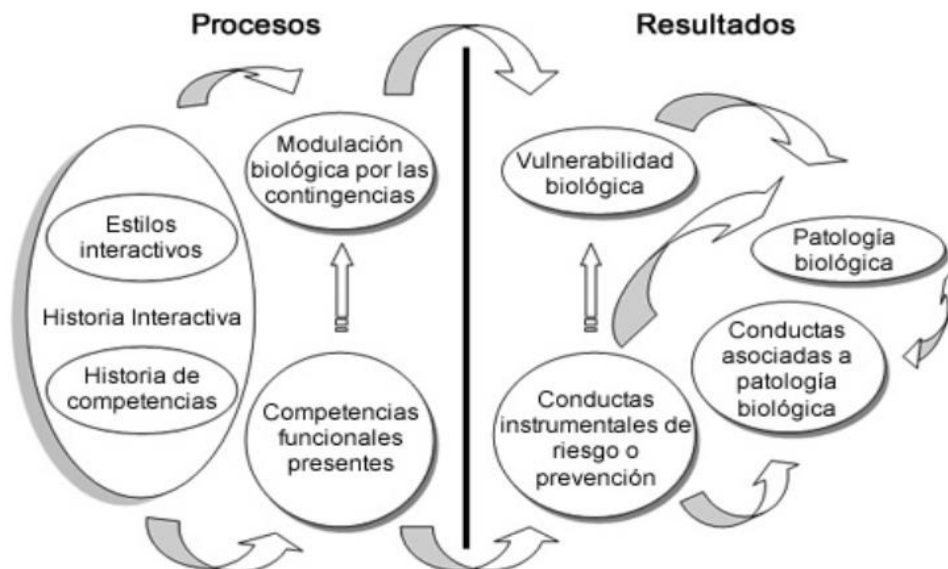 Procesos
Resultados
Modulación
biológica por las
contingencias
Estilos
interactivos
Historia Interactiva
Historia de
competencias
Competencias
funcionales
presentes
Vulnerabilidad
biológica
Patología
biológica
Conductas
asociadas a
patología
biológica
Conductas
instrumentales de
riesgo o
prevención